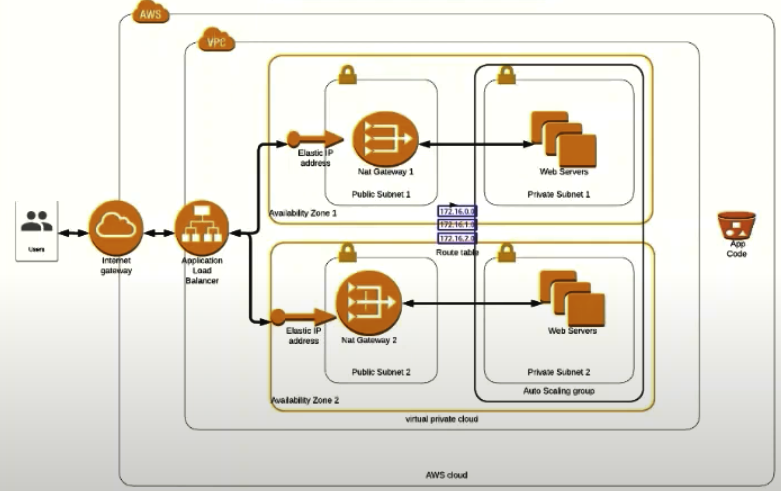 AWS
VPC
Users
Internet
gateway
Application
Load
Balancer
Elastic IP
address
Nat Gateway 1
Public Subnet 1
Availability Zone 1
Web Servers
Private Subnet 1
172.16.0.0
172.16.1.0
172.16.2.0
Route table
App
Code
Elastic IP
address
Nat Gateway 2
Public Subnet 2
Availability Zone 2
Web Servers
Private Subnet 2
Auto Scaling group
virtual private cloud
AWS cloud